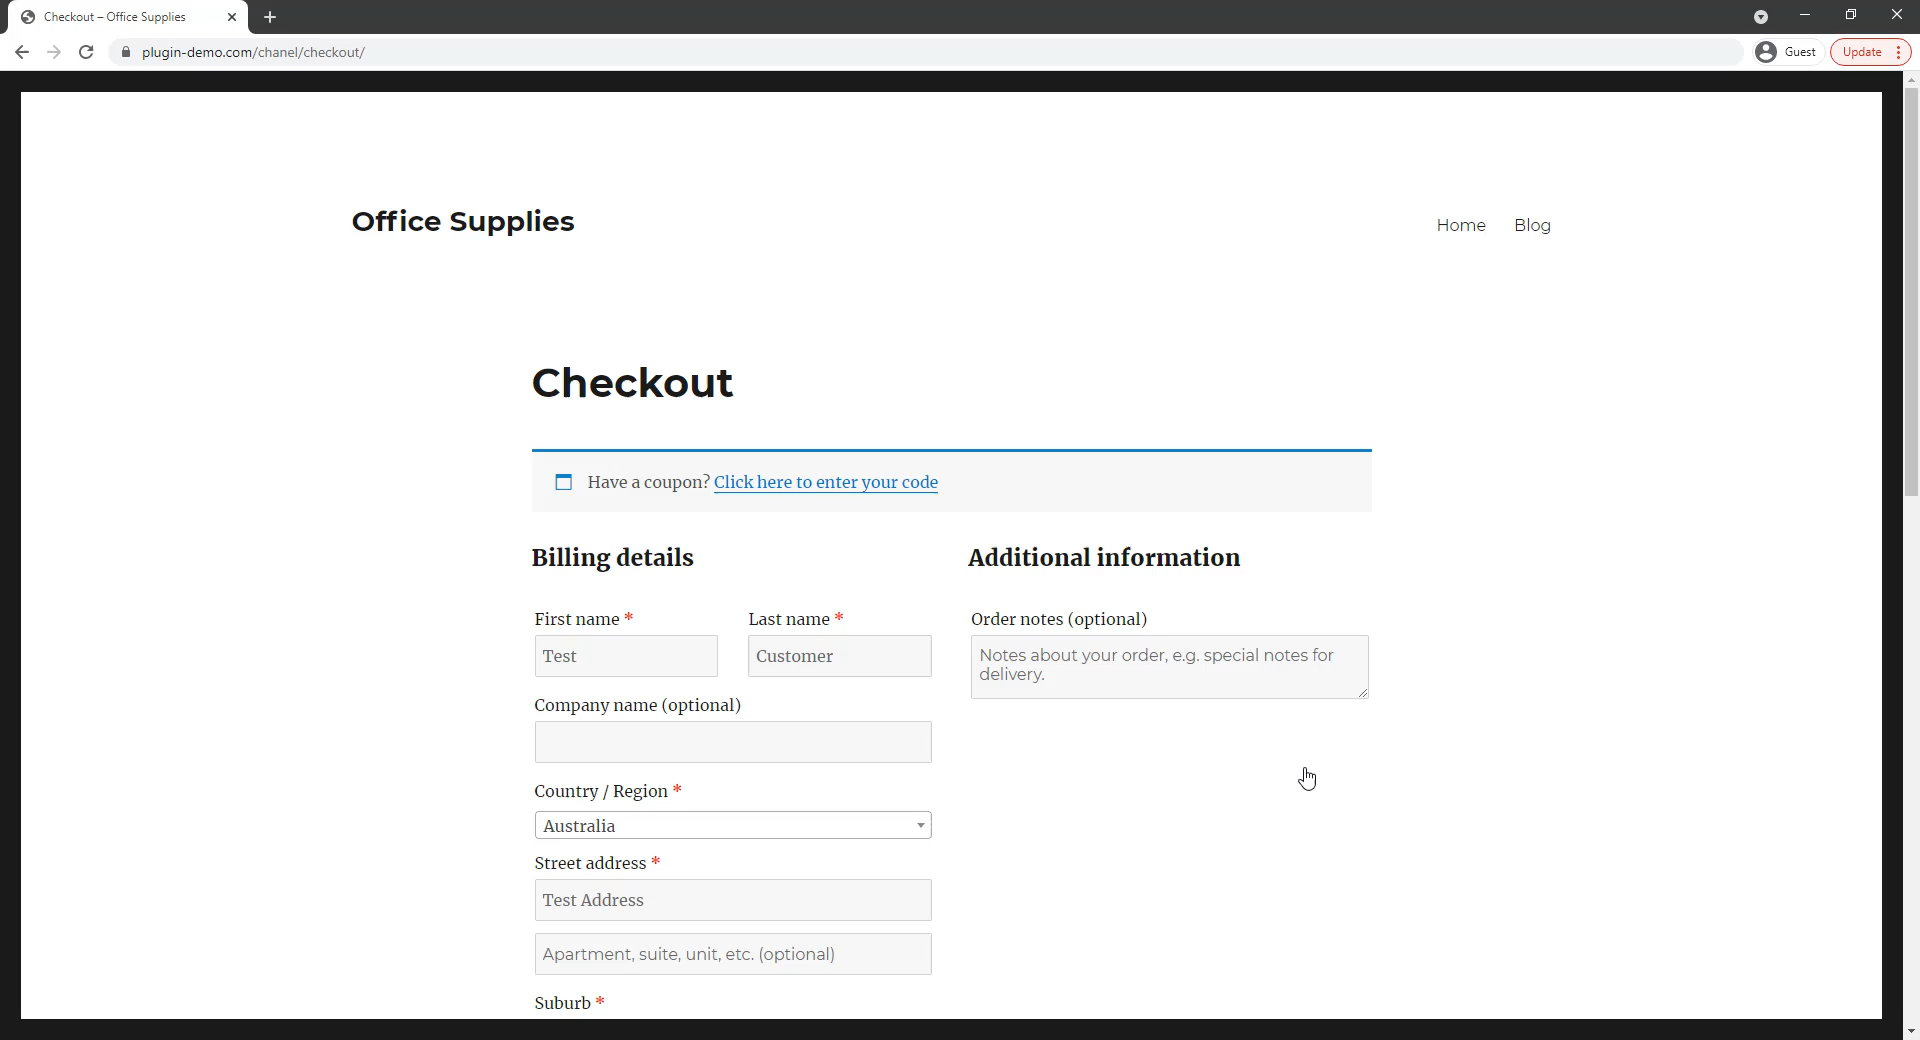 Checkout – Office Supplies
plugin-demo.com/chanel/checkout/
Guest
Update
Office Supplies
Home
Blog
Checkout
Have a coupon? Click here to enter your code
Billing details
Additional information
First name *
Last name *
Order notes (optional)
Test
Customer
Notes about your order, e.g. special notes for
delivery.
Company name (optional)
Country / Region *
Australia
Street address *
Test Address
Apartment, suite, unit, etc. (optional)
Suburb *